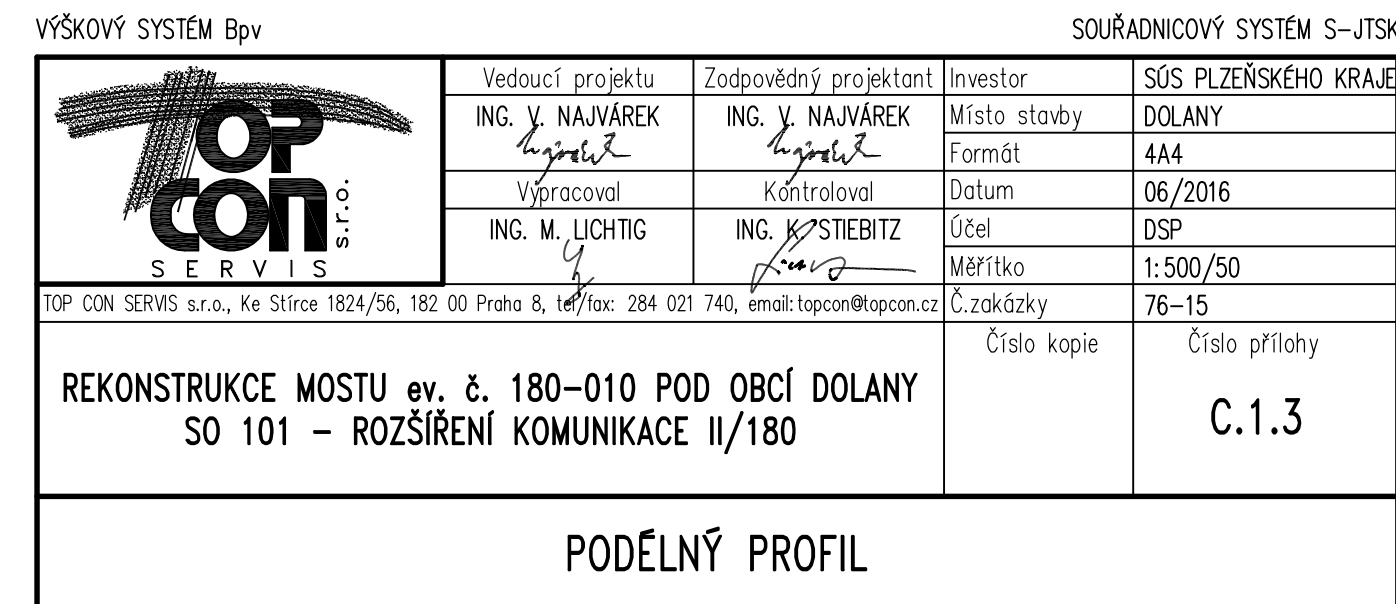 VÝŠKOVÝ SYSTÉM Bpv
SOUŘADNICOVÝ SYSTÉM S-JTSK
TOP
CON
s.r.o.
SERVIS
Vedoucí projektu
Zodpovědný projektant
Investor
SÚS PLZEŇSKÉHO KRAJE
ING. V. NAJVÁREK
ING. V. NAJVÁREK
Místo stavby
DOLANY
Formát
4A4
Vypracoval
Kontroloval
Datum
06/2016
ING. M. LICHTIG
ING. K. STIEBITZ
Účel
DSP
Měřítko
1:500/50
TOP CON SERVIS s.r.o., Ke Stírce 1824/56, 182 00 Praha 8, tel/fax: 284 021 740, email: topcon@topcon.cz
Č.zakázky
76-15
Číslo kopie
Číslo přílohy
REKONSTRUKCE MOSTU ev. č. 180-010 POD OBCÍ DOLANY
SO 101 - ROZŠÍŘENÍ KOMUNIKACE II/180
C.1.3
PODÉLNÝ PROFIL